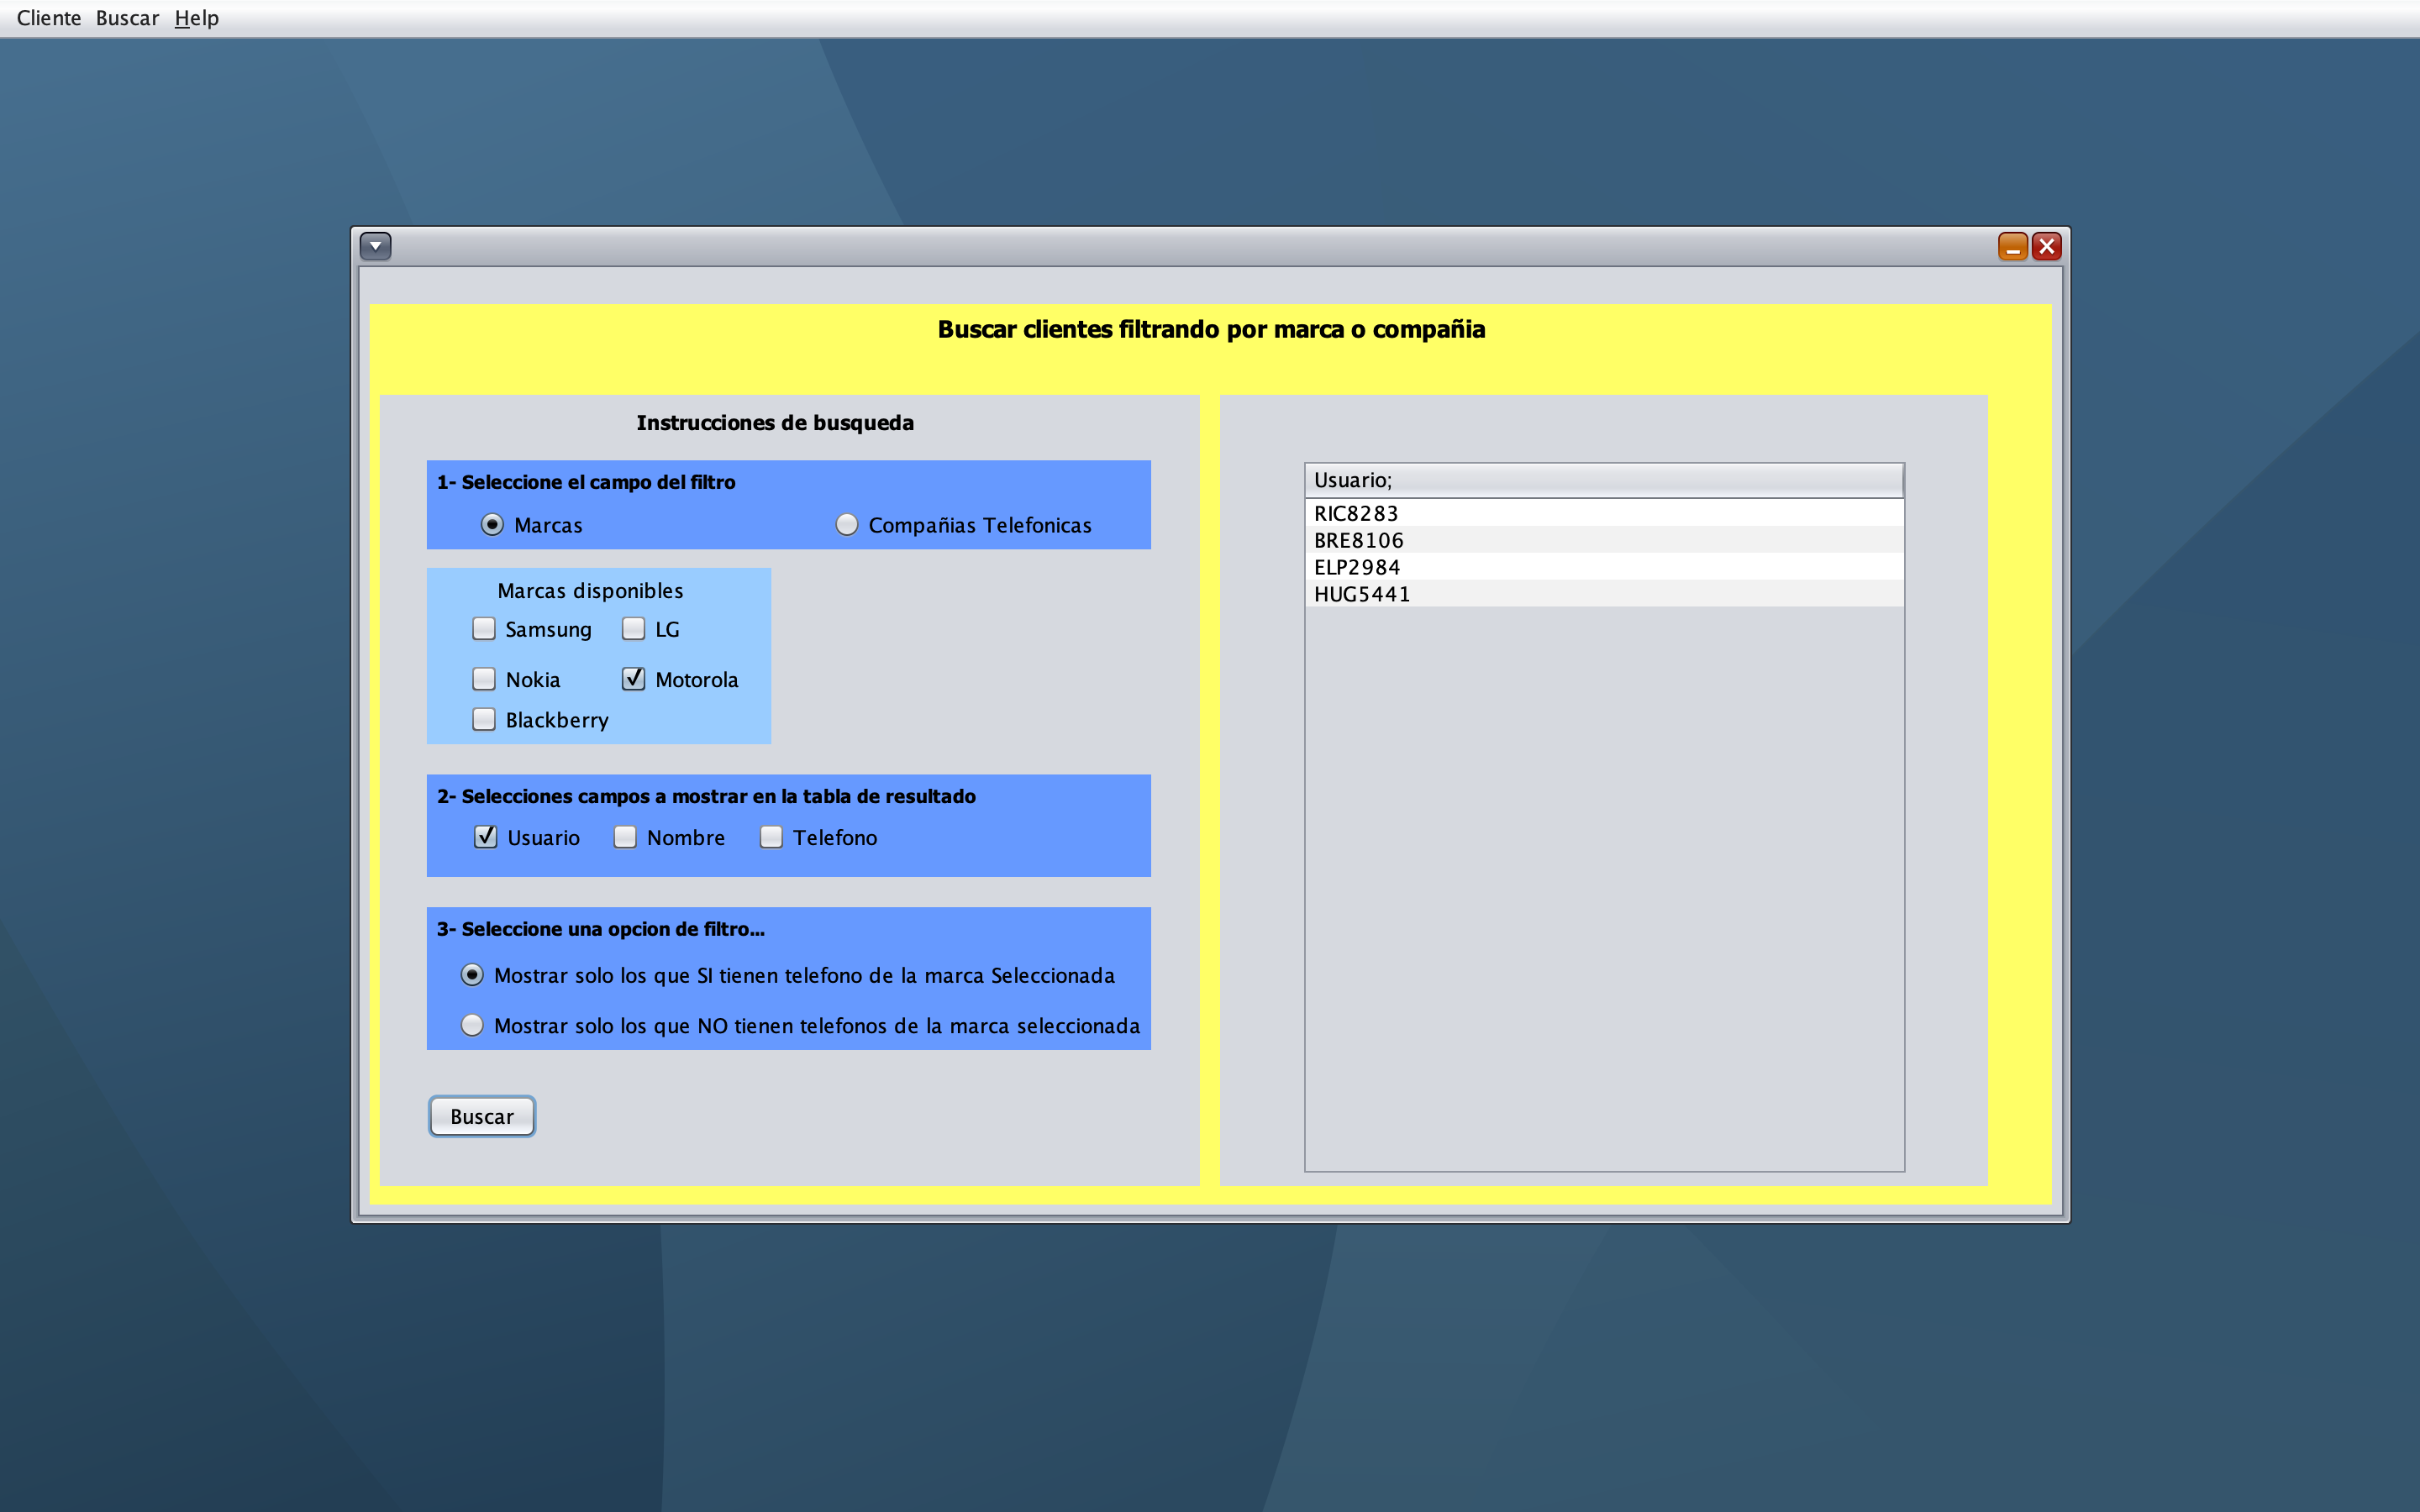 Cliente Buscar Help
Buscar clientes filtrando por marca o compañia
Instrucciones de busqueda
1- Seleccione el campo del filtro
Marcas Compañias Telefonicas
Marcas disponibles
Samsung LG
Nokia Motorola
Blackberry
2- Selecciones campos a mostrar en la tabla de resultado
Usuario Nombre Telefono
3- Seleccione una opcion de filtro...
Mostrar solo los que SI tienen telefono de la marca Seleccionada
Mostrar solo los que NO tienen telefonos de la marca seleccionada
Buscar
Usuario;
RIC8283
BRE8106
ELP2984
HUG5441